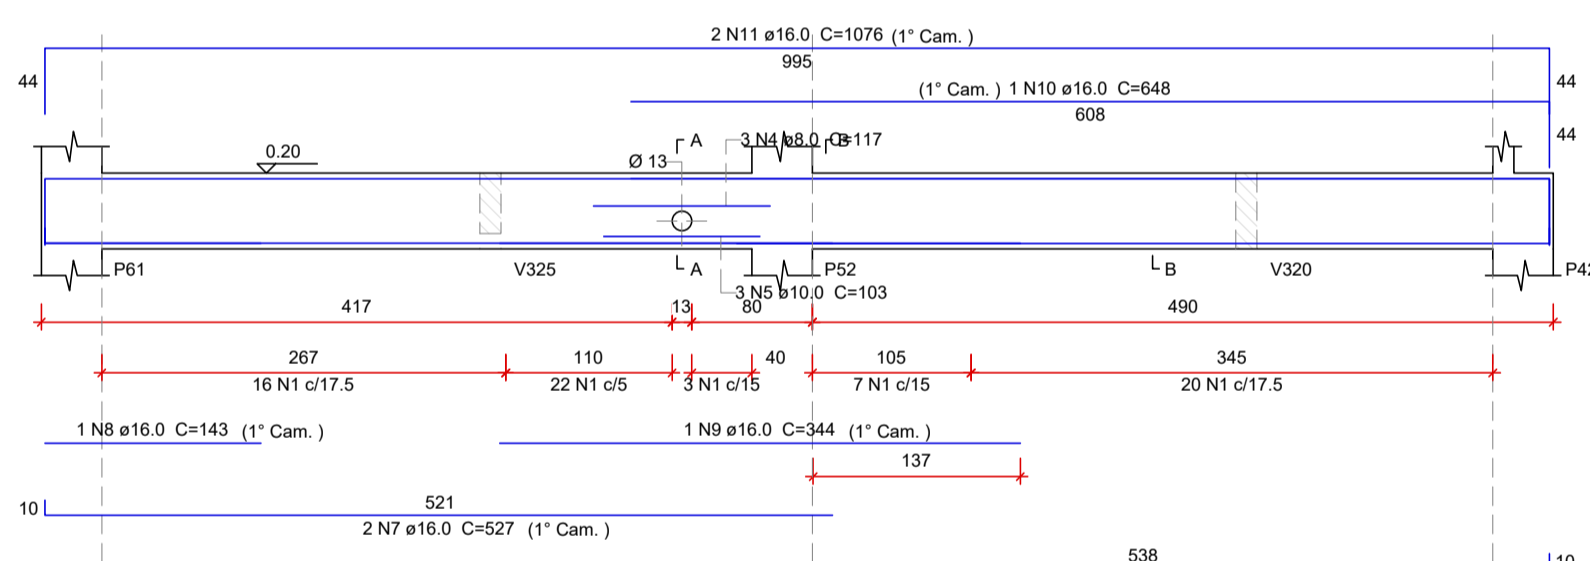 2 N11 ø16.0 C=1076 (1° Cam. )
995
44
44
(1° Cam. ) 1 N10 ø16.0 C=648
608
44
A
3 N4 ø8.0 C=117
B
0.20
Ø 13
P61
V325
A
P52
B
V320
P42
3 N5 ø10.0 C=103
417
13
80
490
267
110
40
105
345
16 N1 c/17.5
22 N1 c/5
3 N1 c/15
7 N1 c/15
20 N1 c/17.5
1 N8 ø16.0 C=143 (1° Cam. )
1 N9 ø16.0 C=344 (1° Cam. )
137
10
521
2 N7 ø16.0 C=527 (1° Cam. )
538
10